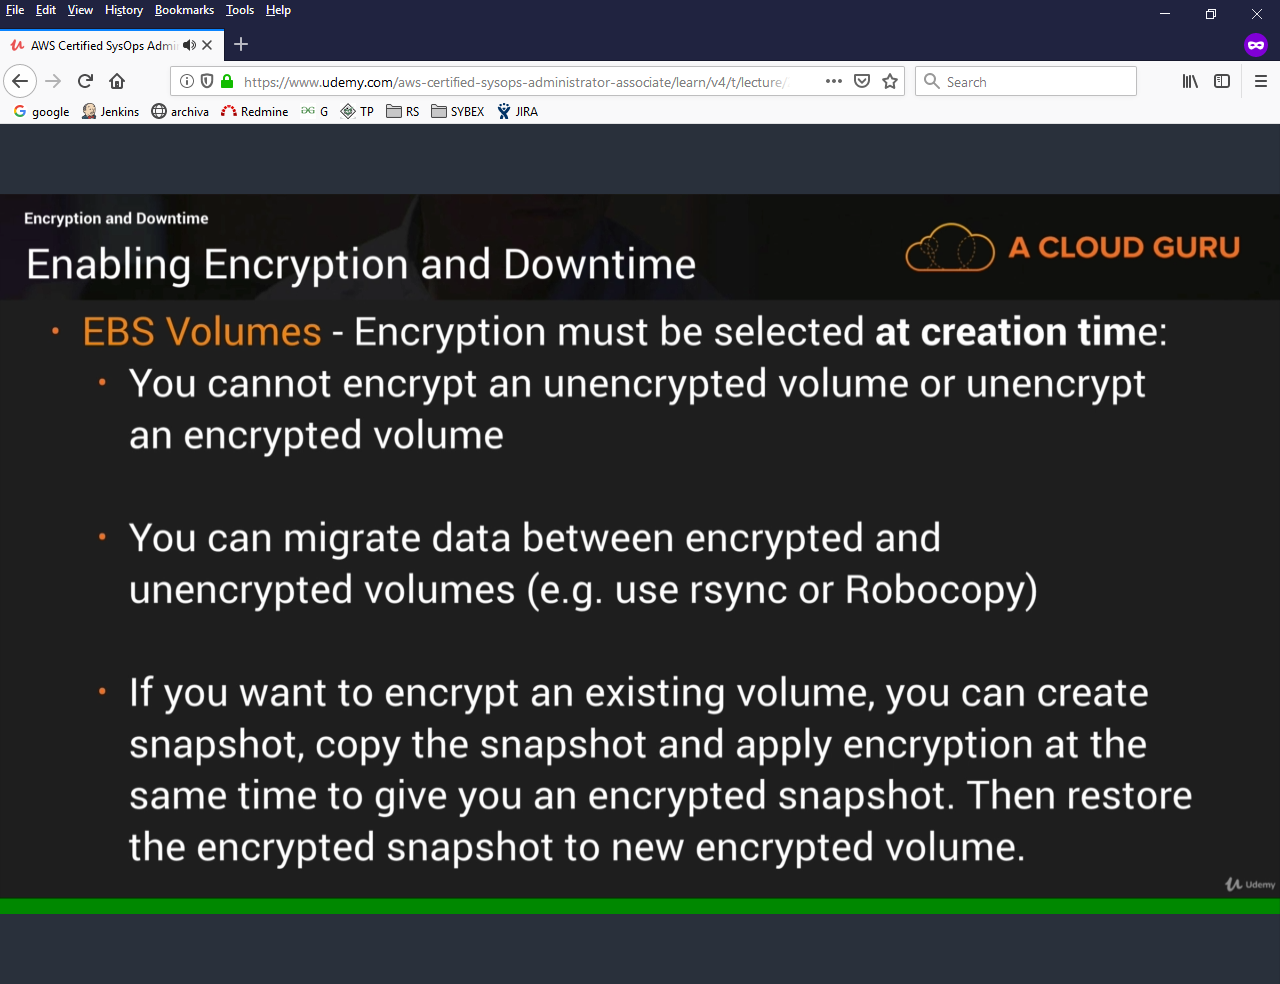 File Edit View History Bookmarks Tools Help
AWS Certified SysOps Admi
https://www.udemy.com/aws-certified-sysops-administrator-associate/learn/v4/t/lecture/
Search
google Jenkins archiva Redmine G TP RS SYBEX JIRA
Encryption and Downtime
Enabling Encryption and Downtime
A CLOUD GURU
• EBS Volumes - Encryption must be selected at creation time:
• You cannot encrypt an unencrypted volume or unencrypt
an encrypted volume
• You can migrate data between encrypted and
unencrypted volumes (e.g. use rsync or Robocopy)
• If you want to encrypt an existing volume, you can create
snapshot, copy the snapshot and apply encryption at the
same time to give you an encrypted snapshot. Then restore
the encrypted snapshot to new encrypted volume.
Udemy